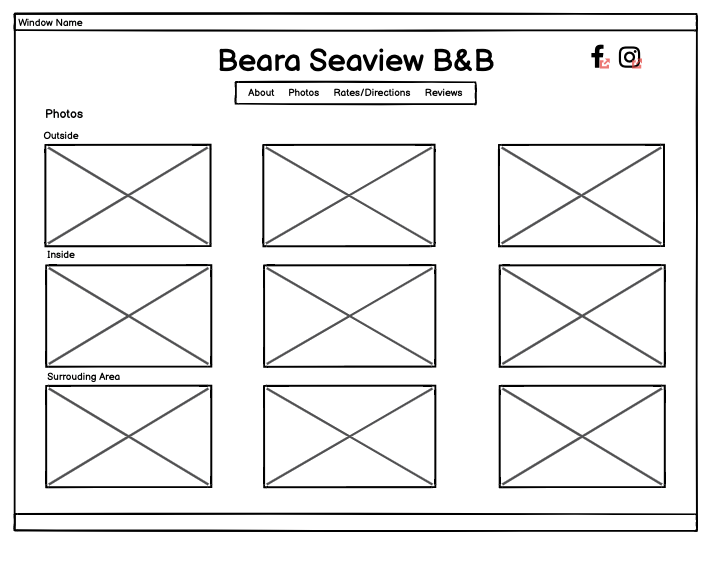 Window Name
Beara Seaview B&B
About Photos Rates/Directions Reviews
Photos
Outside
Inside
Surrouding Area